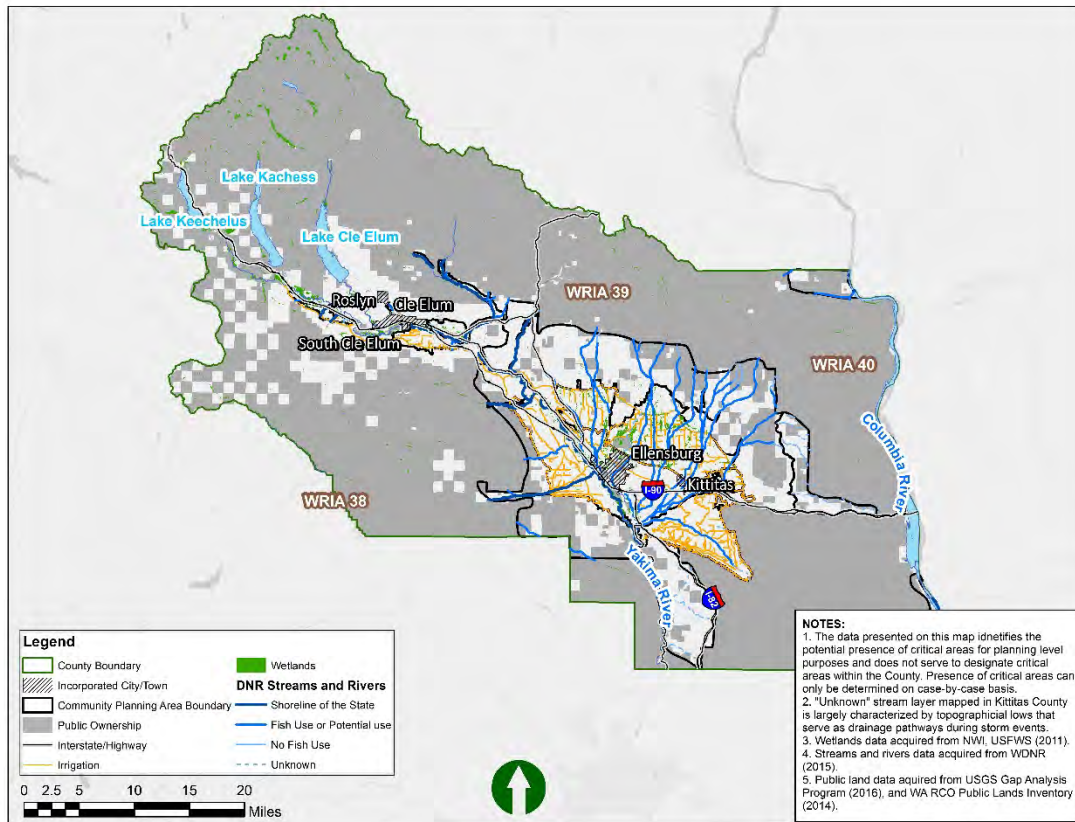 Lake Kachess
Lake Keechelus
Lake Cle Elum
WRIA 39
Roslyn
Cle Elum
South Cle Elum
WRIA 40
Columbia River
Ellensburg
I-90
Kittitas
WRIA 38
Yakima River
I-82
Legend
County Boundary
Incorporated City/Town
Community Planning Area Boundary
Public Ownership
Interstate/Highway
Irrigation
Wetlands
DNR Streams and Rivers
Shoreline of the State
Fish Use or Potential use
No Fish Use
Unknown
0 2.5 5 10 15 20
Miles
NOTES:
1. The data presented on this map idnetifies the
potential presence of critical areas for planning level
purposes and does not serve to designate critical
areas within the County. Presence of critical areas can
only be determined on case-by-case basis.
2. "Unknown" stream layer mapped in Kittitas County
is largely characterized by topographicial lows that
serve as drainage pathways during storm events.
3. Wetlands data acquired from NWI, USFWS (2011).
4. Streams and rivers data acquired from WDNR
(2015).
5. Public land data aquired from USGS Gap Analysis
Program (2016), and WA RCO Public Lands Inventory
(2014).